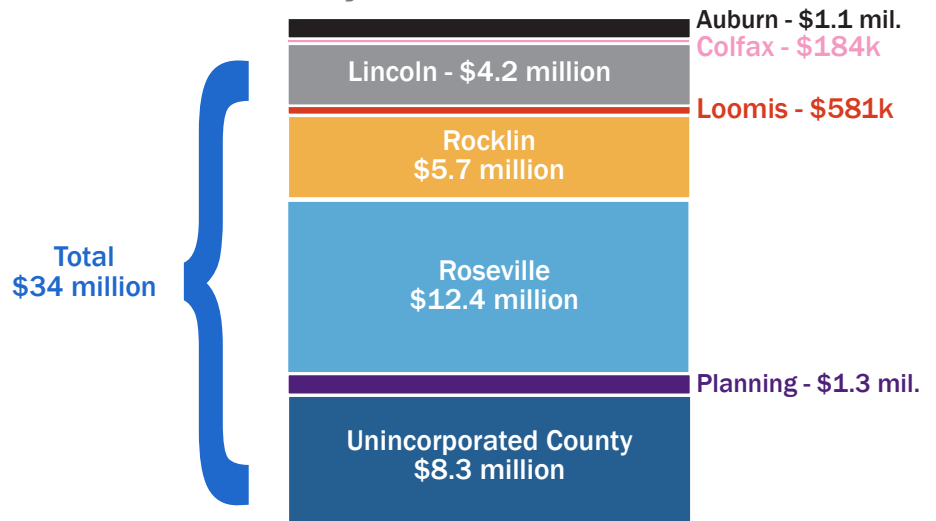 Auburn - $1.1 mil.
Colfax - $184k
Lincoln - $4.2 million
Loomis - $581k
Rocklin
$5.7 million
Total
$34 million
Roseville
$12.4 million
Planning - $1.3 mil.
Unincorporated County
$8.3 million